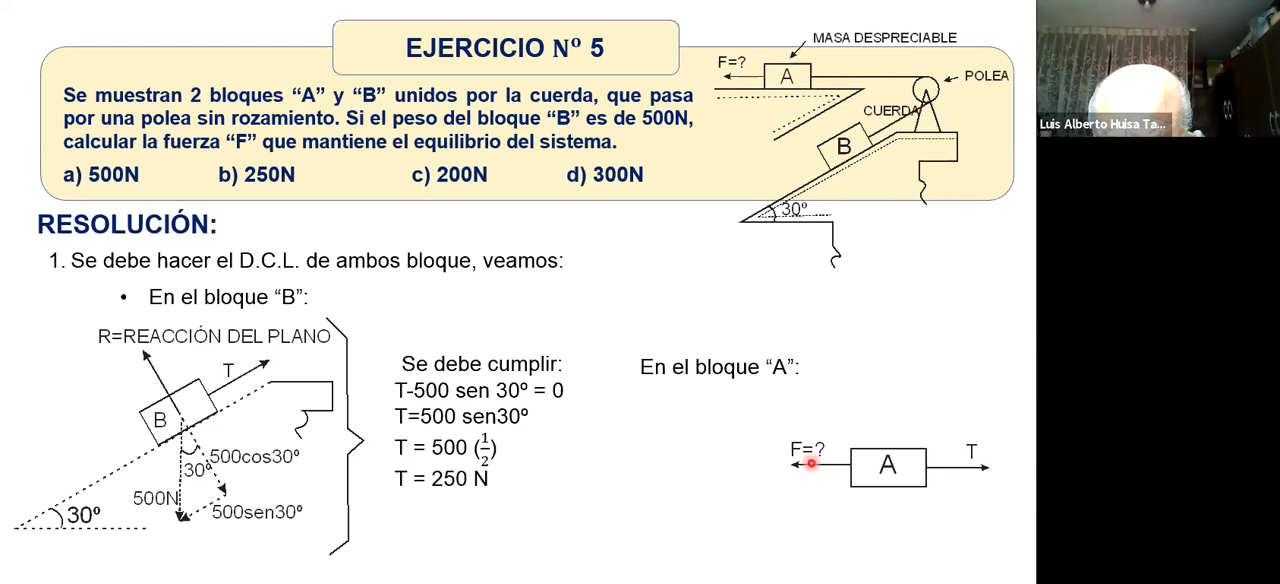 EJERCICIO Nº 5
Se muestran 2 bloques “A” y “B” unidos por la cuerda, que pasa
por una polea sin rozamiento. Si el peso del bloque “B” es de 500N,
calcular la fuerza “F” que mantiene el equilibrio del sistema.
a) 500N b) 250N c) 200N d) 300N
MASA DESPRECIABLE
F=?
A
POLEA
CUERDA
B
30º
RESOLUCIÓN:
1. Se debe hacer el D.C.L. de ambos bloque, veamos:
• En el bloque “B”:
R=REACCIÓN DEL PLANO
T
B
500cos30º
30º
500N
500sen30º
30º
Se debe cumplir:
T-500 sen 30º = 0
T=500 sen30º
T = 500 (1/2)
T = 250 N
En el bloque “A”:
F=?
A
T
Luis Alberto Huisa Ta...